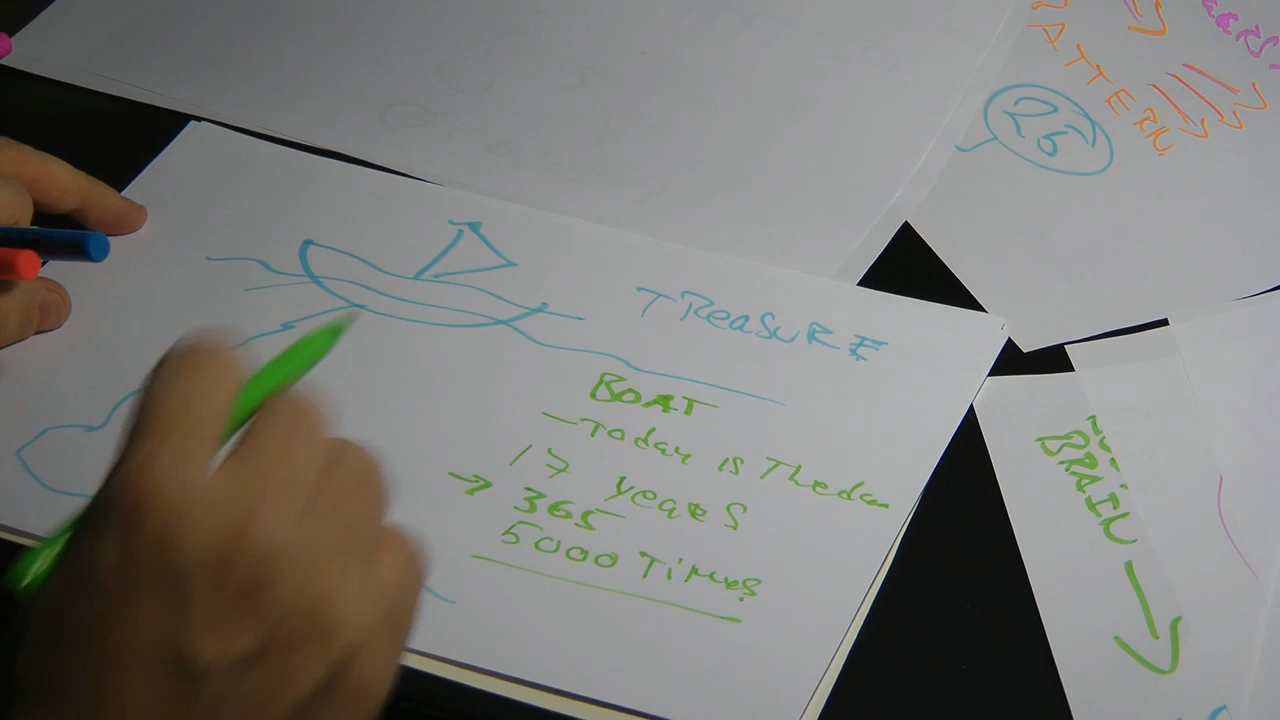 TReaSURE
BOAT
- Today is The day
17 years
→ 365
5000 Times
PATTERN
26
BRAIN